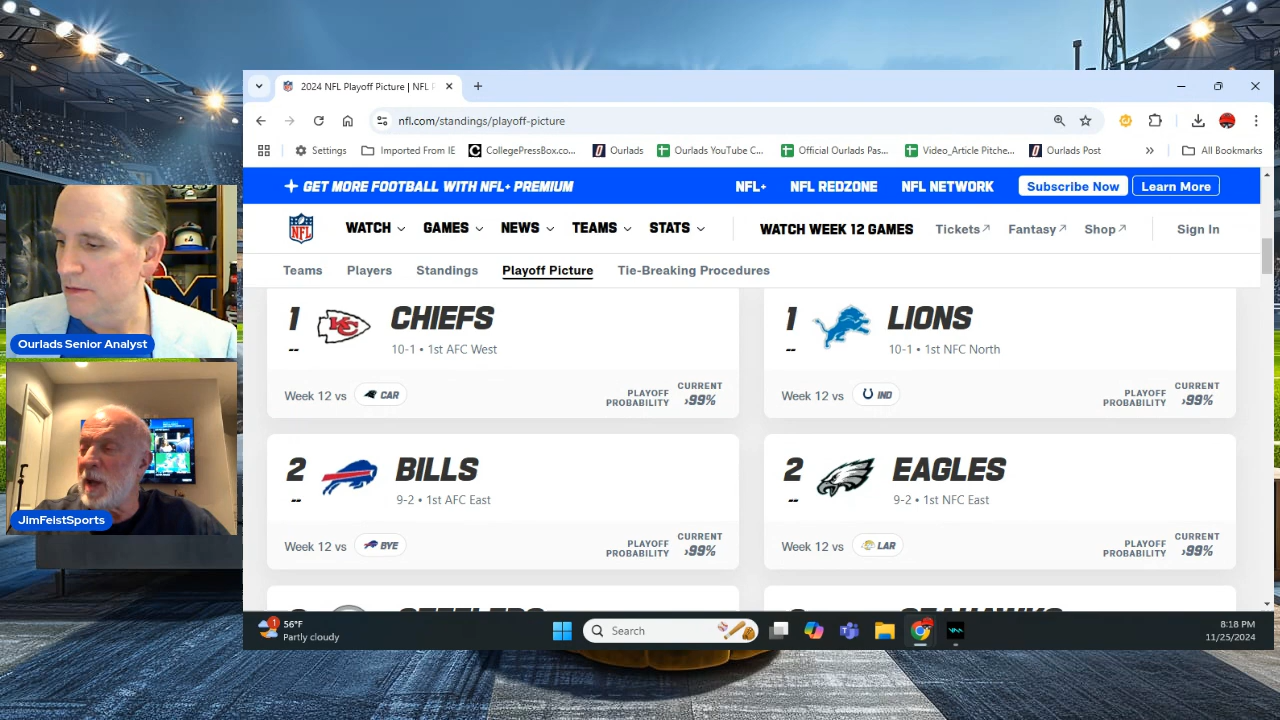 2024 NFL Playoff Picture | NFL
nfl.com/standings/playoff-picture
Settings
Imported From IE
CollegePressBox.co...
Ourlads
Ourlads YouTube C...
Official Ourlads Pas...
Video_Article Pitche...
Ourlads Post
All Bookmarks
GET MORE FOOTBALL WITH NFL+ PREMIUM
NFL+
NFL REDZONE
NFL NETWORK
Subscribe Now
Learn More
NFL
WATCH
GAMES
NEWS
TEAMS
STATS
WATCH WEEK 12 GAMES
Tickets
Fantasy
Shop
Sign In
Teams
Players
Standings
Playoff Picture
Tie-Breaking Procedures
1 KC CHIEFS
-- 10-1 • 1st AFC West
Week 12 vs CAR PLAYOFF PROBABILITY CURRENT >99%
1 LIONS
-- 10-1 • 1st NFC North
Week 12 vs IND PLAYOFF PROBABILITY CURRENT >99%
2 BILLS
-- 9-2 • 1st AFC East
Week 12 vs BYE PLAYOFF PROBABILITY CURRENT >99%
2 EAGLES
-- 9-2 • 1st NFC East
Week 12 vs LAR PLAYOFF PROBABILITY CURRENT >99%
STEELERS
SEAHAWKS
M
Ourlads Senior Analyst
JimFeistSports
1
56°F
Partly cloudy
Search
8:18 PM
11/25/2024